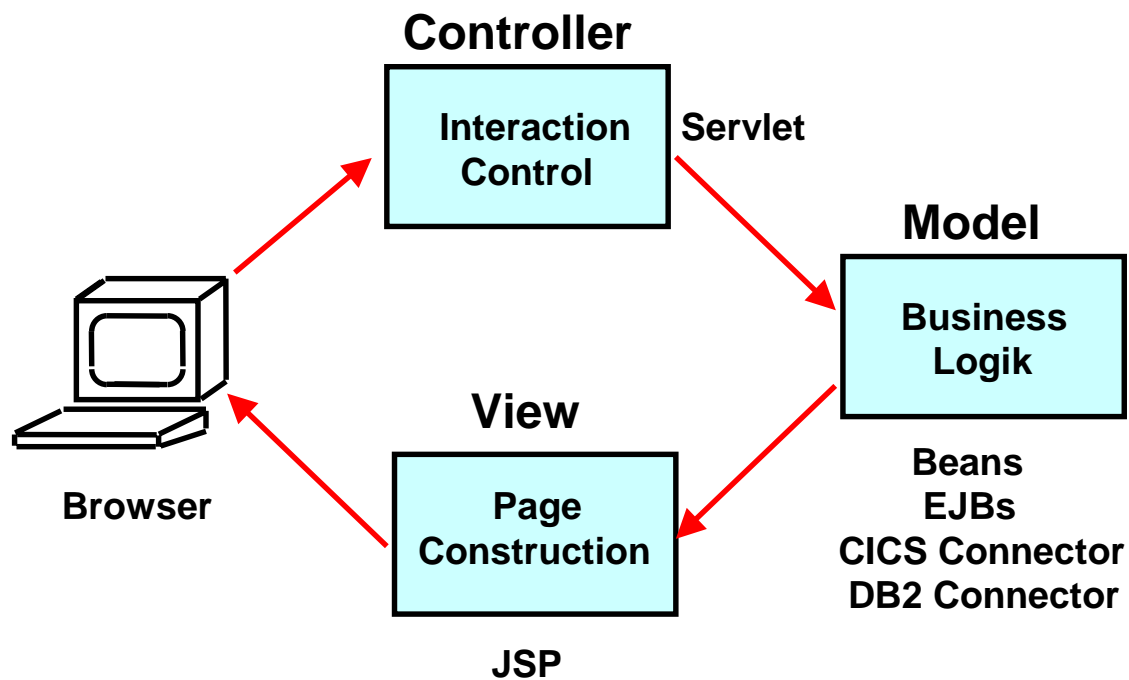 Controller
Interaction
Control
Servlet
Model
Business
Logik
View
Page
Construction
Browser
Beans
EJBs
CICS Connector
DB2 Connector
JSP